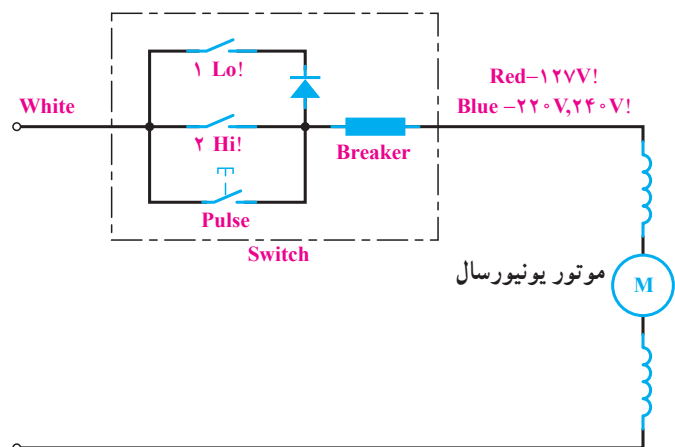 ۱ Lo!
Red–۱۲۷V!
Blue –۲۲۰V,۲۴۰V!
White
۲ Hi!
Breaker
Pulse
Switch
موتور یونیورسال
M